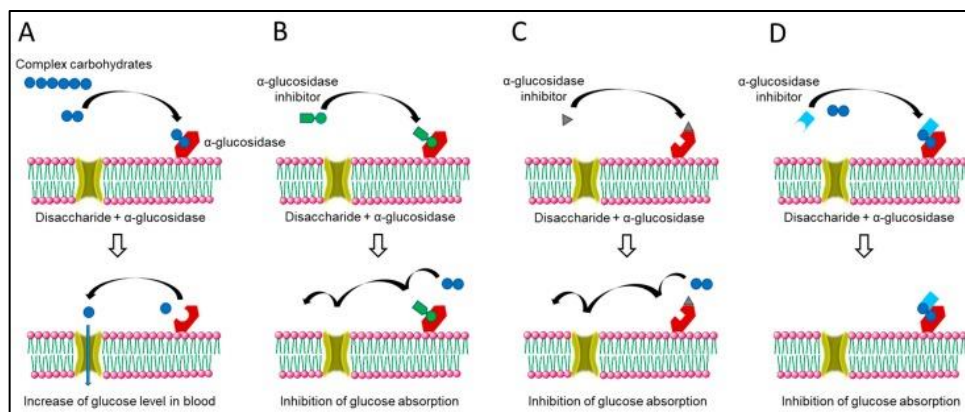 A
Complex carbohydrates
α-glucosidase
Disaccharide + α-glucosidase
Increase of glucose level in blood
B
α-glucosidase
inhibitor
Disaccharide + α-glucosidase
Inhibition of glucose absorption
C
α-glucosidase
inhibitor
Disaccharide + α-glucosidase
Inhibition of glucose absorption
D
α-glucosidase
inhibitor
Disaccharide + α-glucosidase
Inhibition of glucose absorption